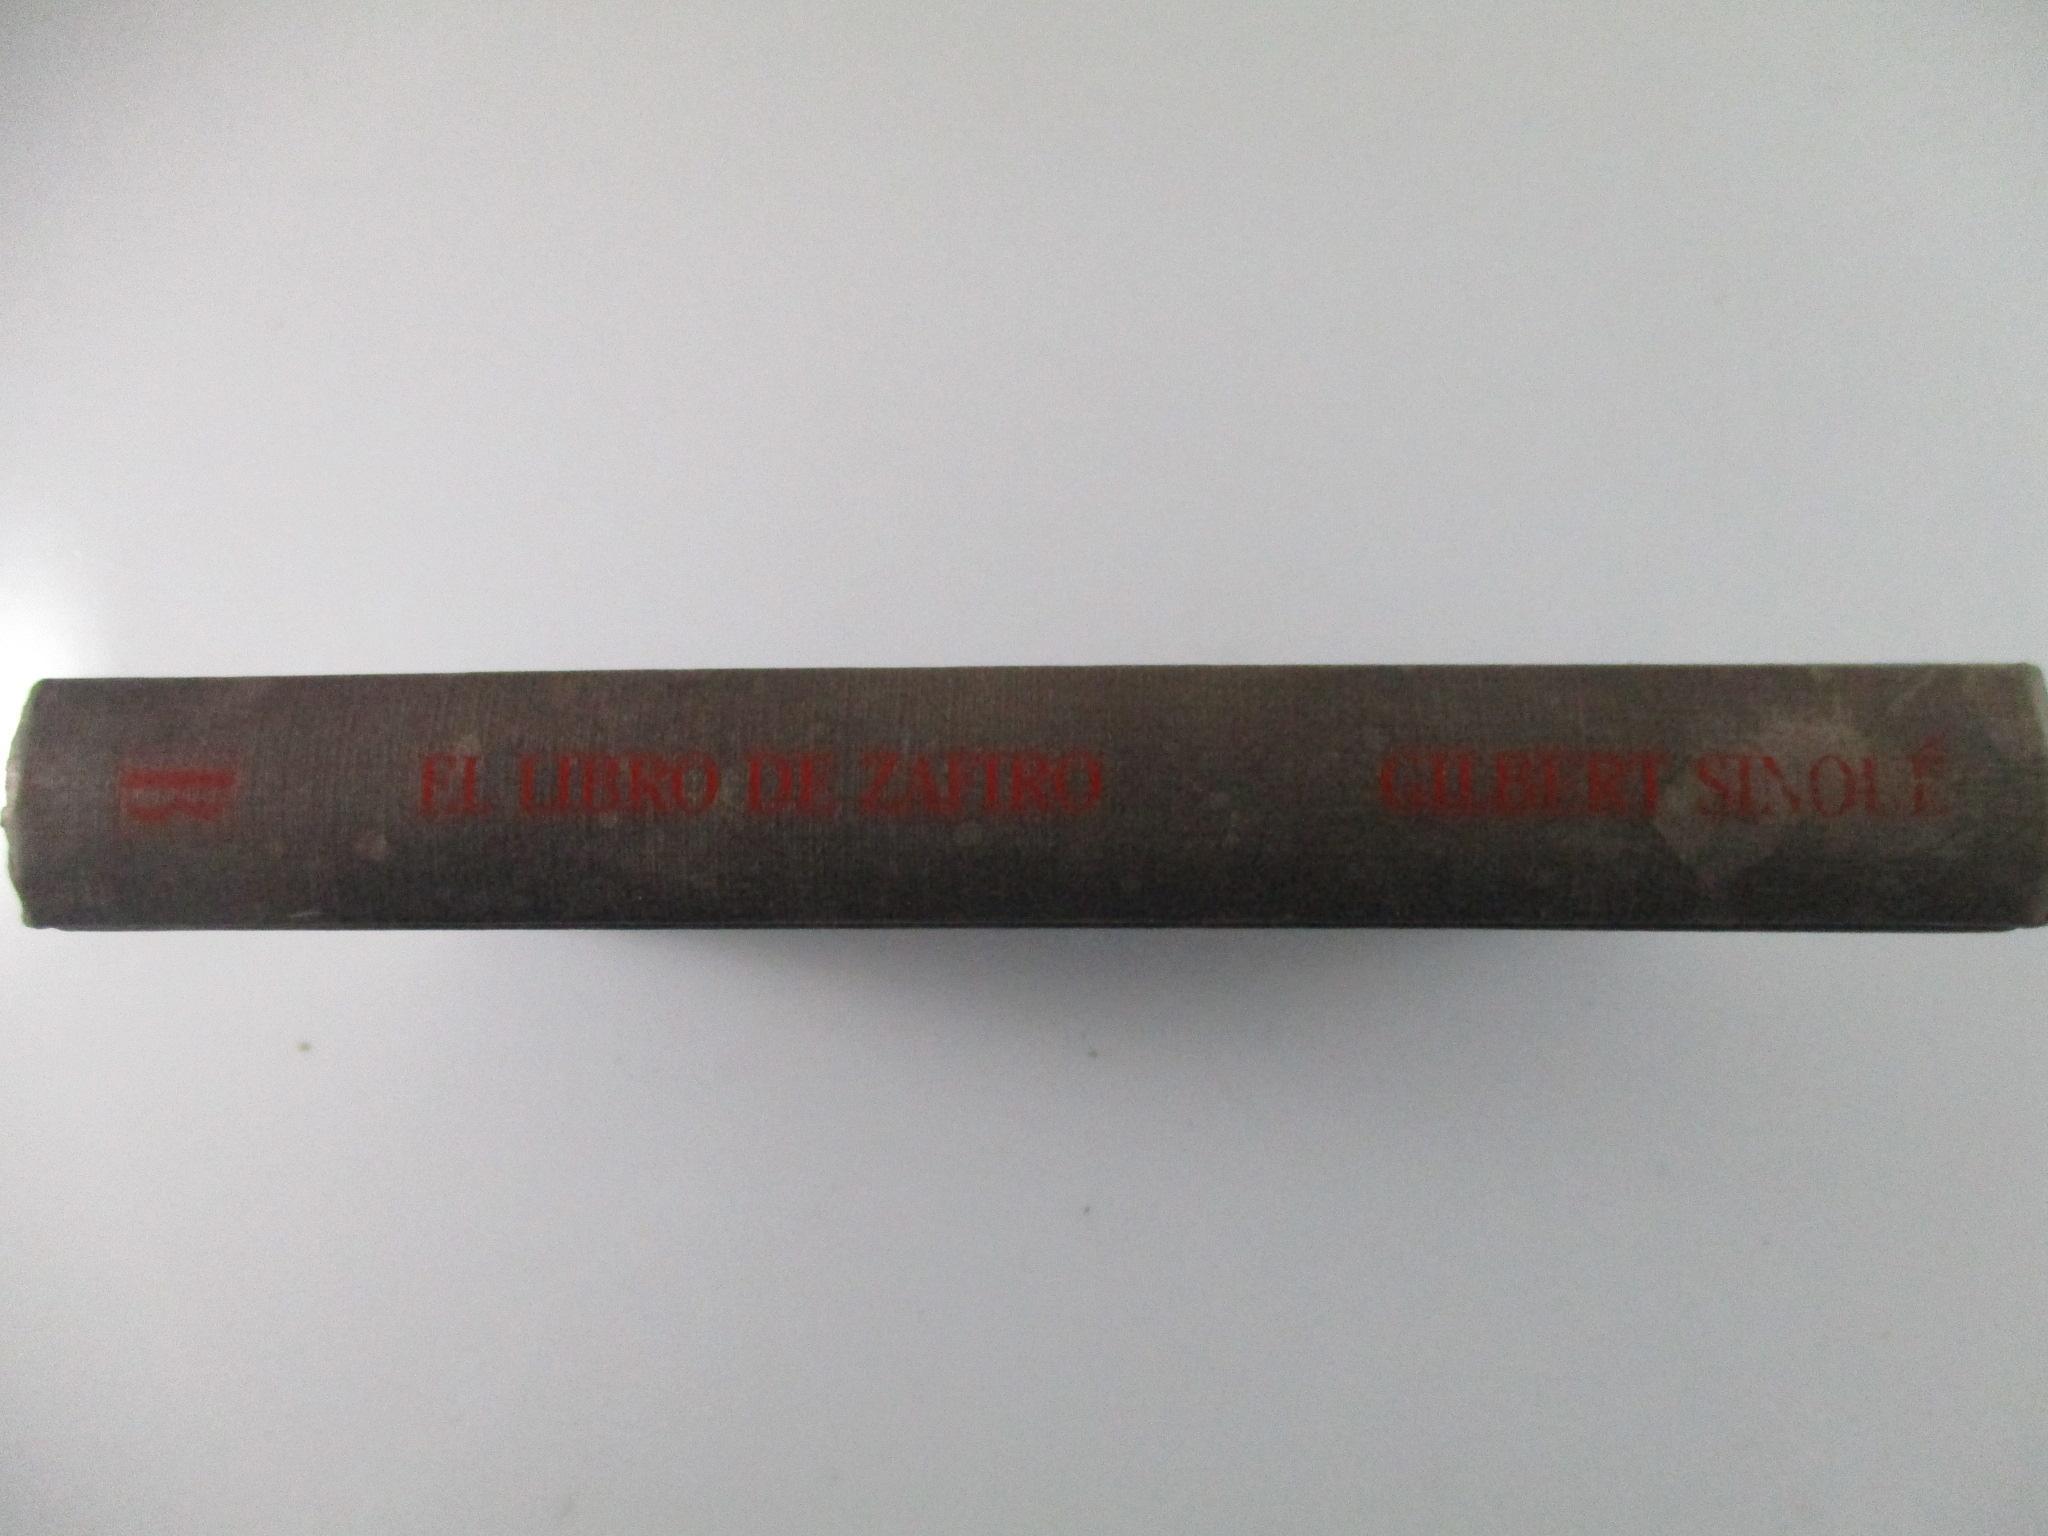 EL LIBRO DE ZAFIRO
GILBERT SINOUÉ